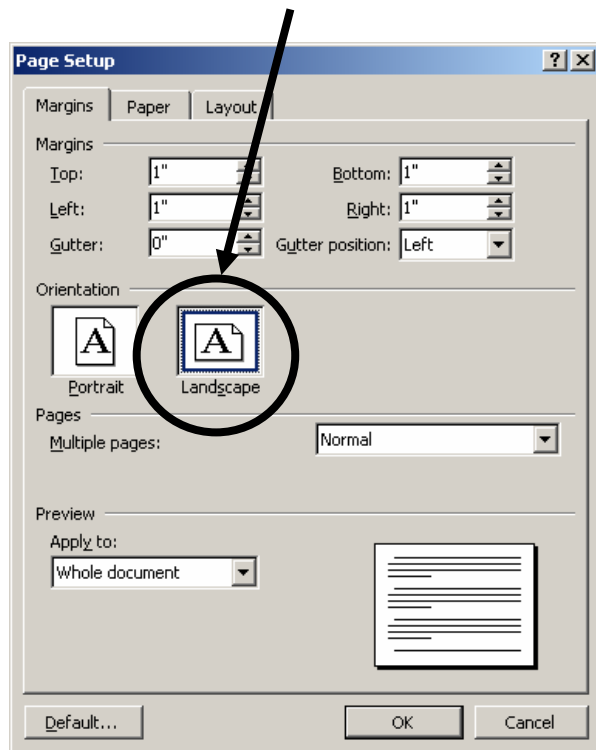 Page Setup
Margins Paper Layout
Margins
Top: 1" Bottom: 1"
Left: 1" Right: 1"
Gutter: 0" Gutter position: Left
Orientation
A A
Portrait Landscape
Pages
Multiple pages: Normal
Preview
Apply to:
Whole document
Default... OK Cancel